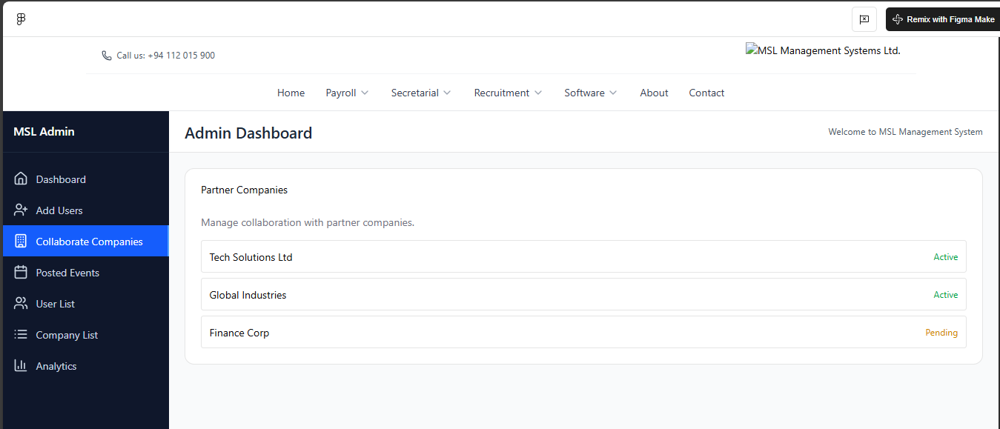 Remix with Figma Make
Call us: +94 112 015 900
MSL Management Systems Ltd.
Home Payroll Secretarial Recruitment Software About Contact
MSL Admin
Admin Dashboard
Welcome to MSL Management System
Dashboard
Add Users
Collaborate Companies
Posted Events
User List
Company List
Analytics
Partner Companies
Manage collaboration with partner companies.
Tech Solutions Ltd Active
Global Industries Active
Finance Corp Pending